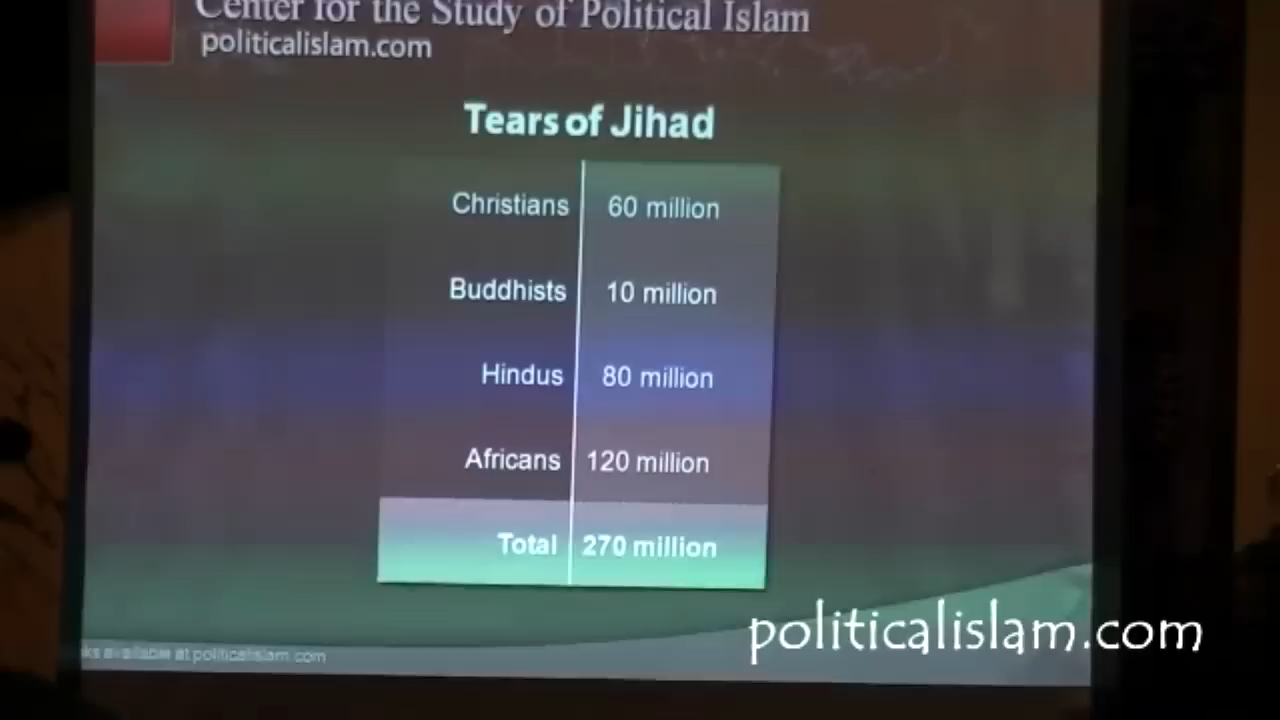 Center for the Study of Political Islam
politicalislam.com
Tears of Jihad
Christians 60 million
Buddhists 10 million
Hindus 80 million
Africans 120 million
Total 270 million
available at politicalislam.com
politicalislam.com